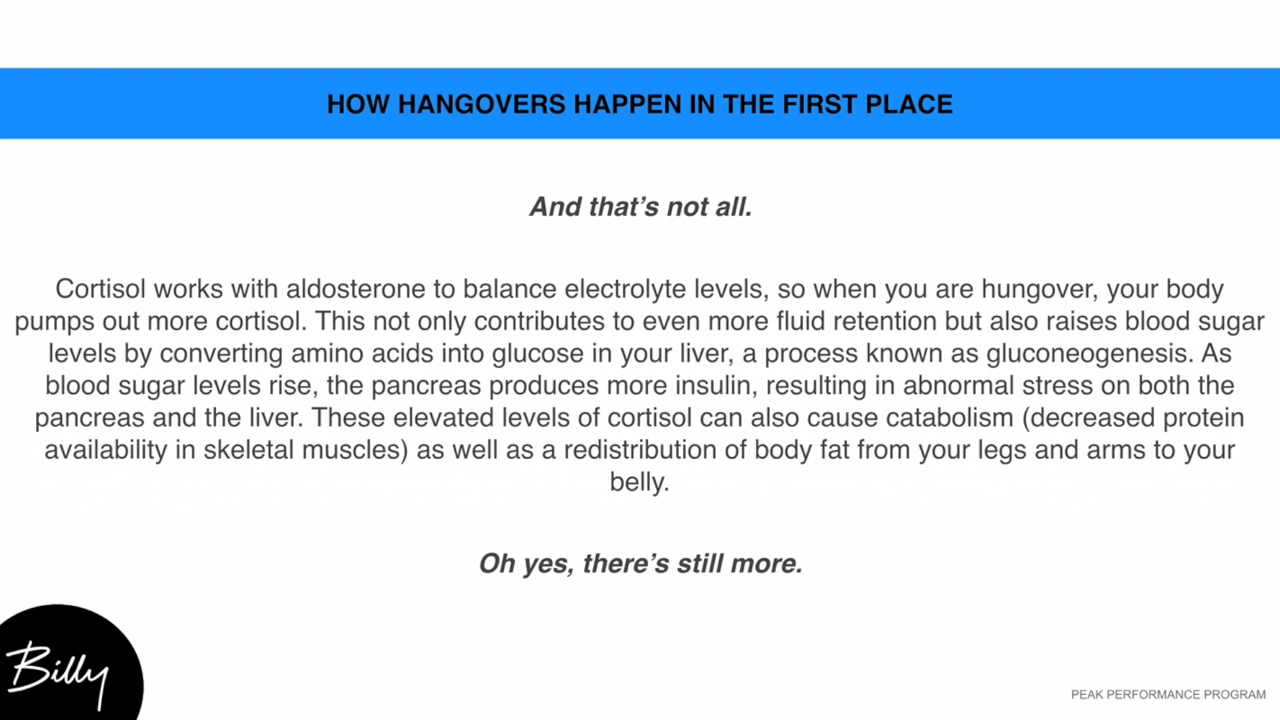 HOW HANGOVERS HAPPEN IN THE FIRST PLACE
And that’s not all.
Cortisol works with aldosterone to balance electrolyte levels, so when you are hungover, your body
pumps out more cortisol. This not only contributes to even more fluid retention but also raises blood sugar
levels by converting amino acids into glucose in your liver, a process known as gluconeogenesis. As
blood sugar levels rise, the pancreas produces more insulin, resulting in abnormal stress on both the
pancreas and the liver. These elevated levels of cortisol can also cause catabolism (decreased protein
availability in skeletal muscles) as well as a redistribution of body fat from your legs and arms to your
belly.
Oh yes, there’s still more.
Billy
PEAK PERFORMANCE PROGRAM